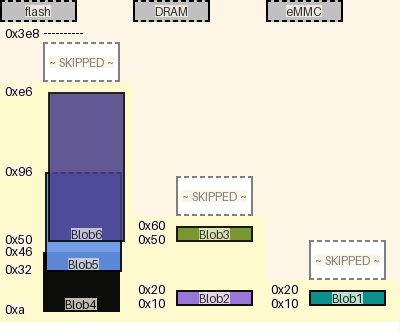 flash DRAM eMMC
0x3e8 ----------
~ SKIPPED ~
0xe6
0x96
~ SKIPPED ~
0x60
0x50 Blob6 0x50 Blob3
0x46 ~ SKIPPED ~
0x32 Blob5
0x20 0x20
0xa Blob4 0x10 Blob2 0x10 Blob1